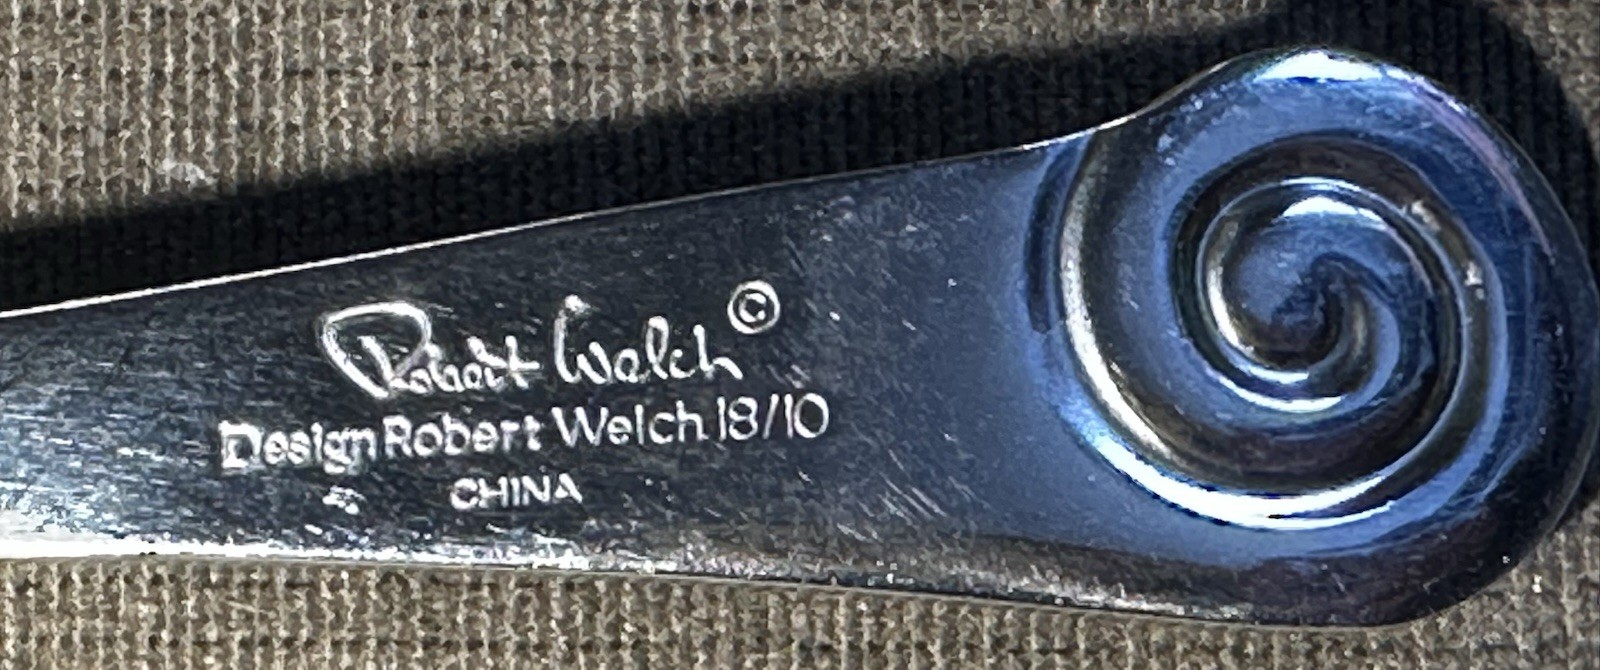 Robert Welch ©
Design Robert Welch 18/10
CHINA